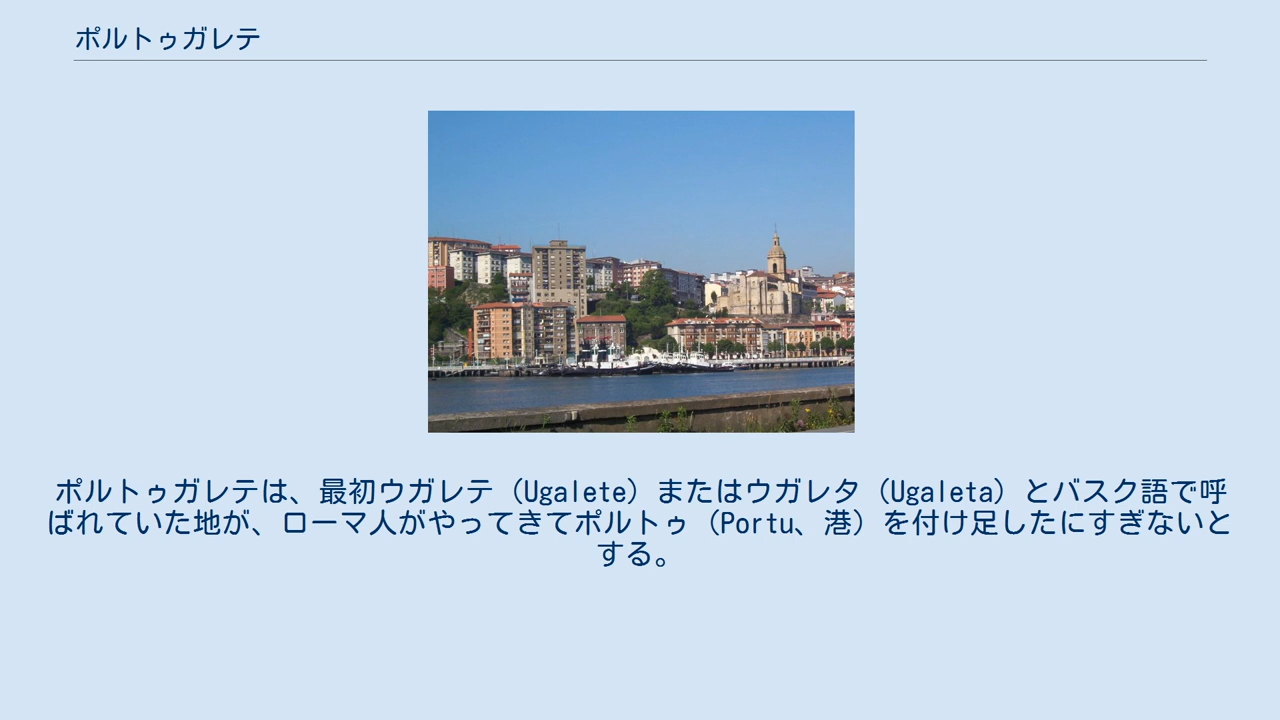 ポルトゥガレテ
ポルトゥガレテは、最初ウガレテ（Ugalete）またはウガレタ（Ugaleta）とバスク語で呼
ばれていた地が、ローマ人がやってきてポルトゥ（Portu、港）を付け足したにすぎないと
する。